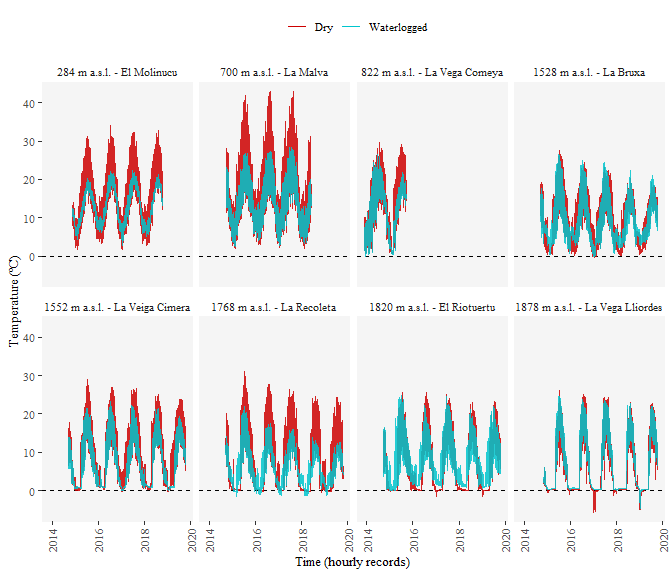 Dry Waterlogged
284 m a.s.l. - El Molinucu 700 m a.s.l. - La Malva 822 m a.s.l. - La Vega Comeya 1528 m a.s.l. - La Bruxa
40
30
20
10
0
Temperature (ºC)
1552 m a.s.l. - La Veiga Cimera 1768 m a.s.l. - La Recoleta 1820 m a.s.l. - El Riotuertu 1878 m a.s.l. - La Vega Lliordes
40
30
20
10
0
2014 2016 2018 2020 2014 2016 2018 2020 2014 2016 2018 2020 2014 2016 2018 2020
Time (hourly records)